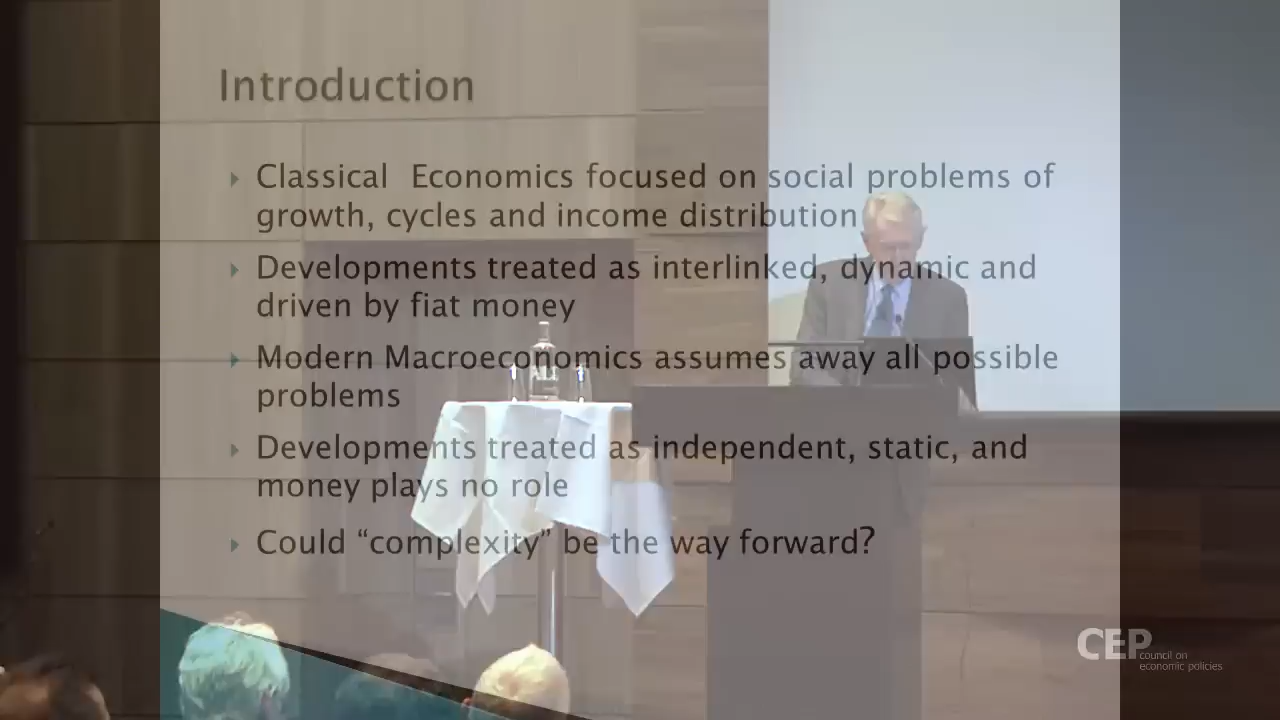 Introduction
Classical Economics focused on social problems of
growth, cycles and income distribution
Developments treated as interlinked, dynamic and
driven by fiat money
Modern Macroeconomics assumes away all possible
problems
Developments treated as independent, static, and
money plays no role
Could “complexity” be the way forward?
CEP
council on
economic policies